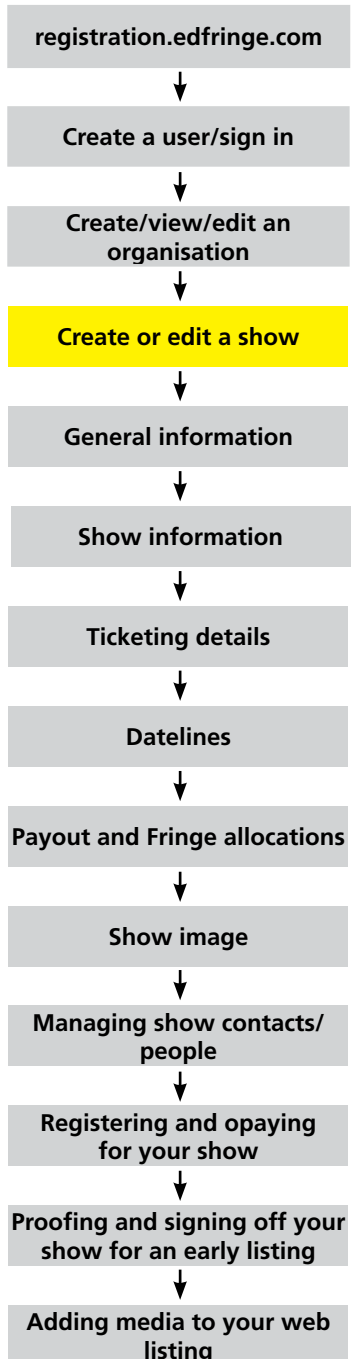 registration.edfringe.com
Create a user/sign in
Create/view/edit an
organisation
Create or edit a show
General information
Show information
Ticketing details
Datelines
Payout and Fringe allocations
Show image
Managing show contacts/
people
Registering and opaying
for your show
Proofing and signing off your
show for an early listing
Adding media to your web
listing